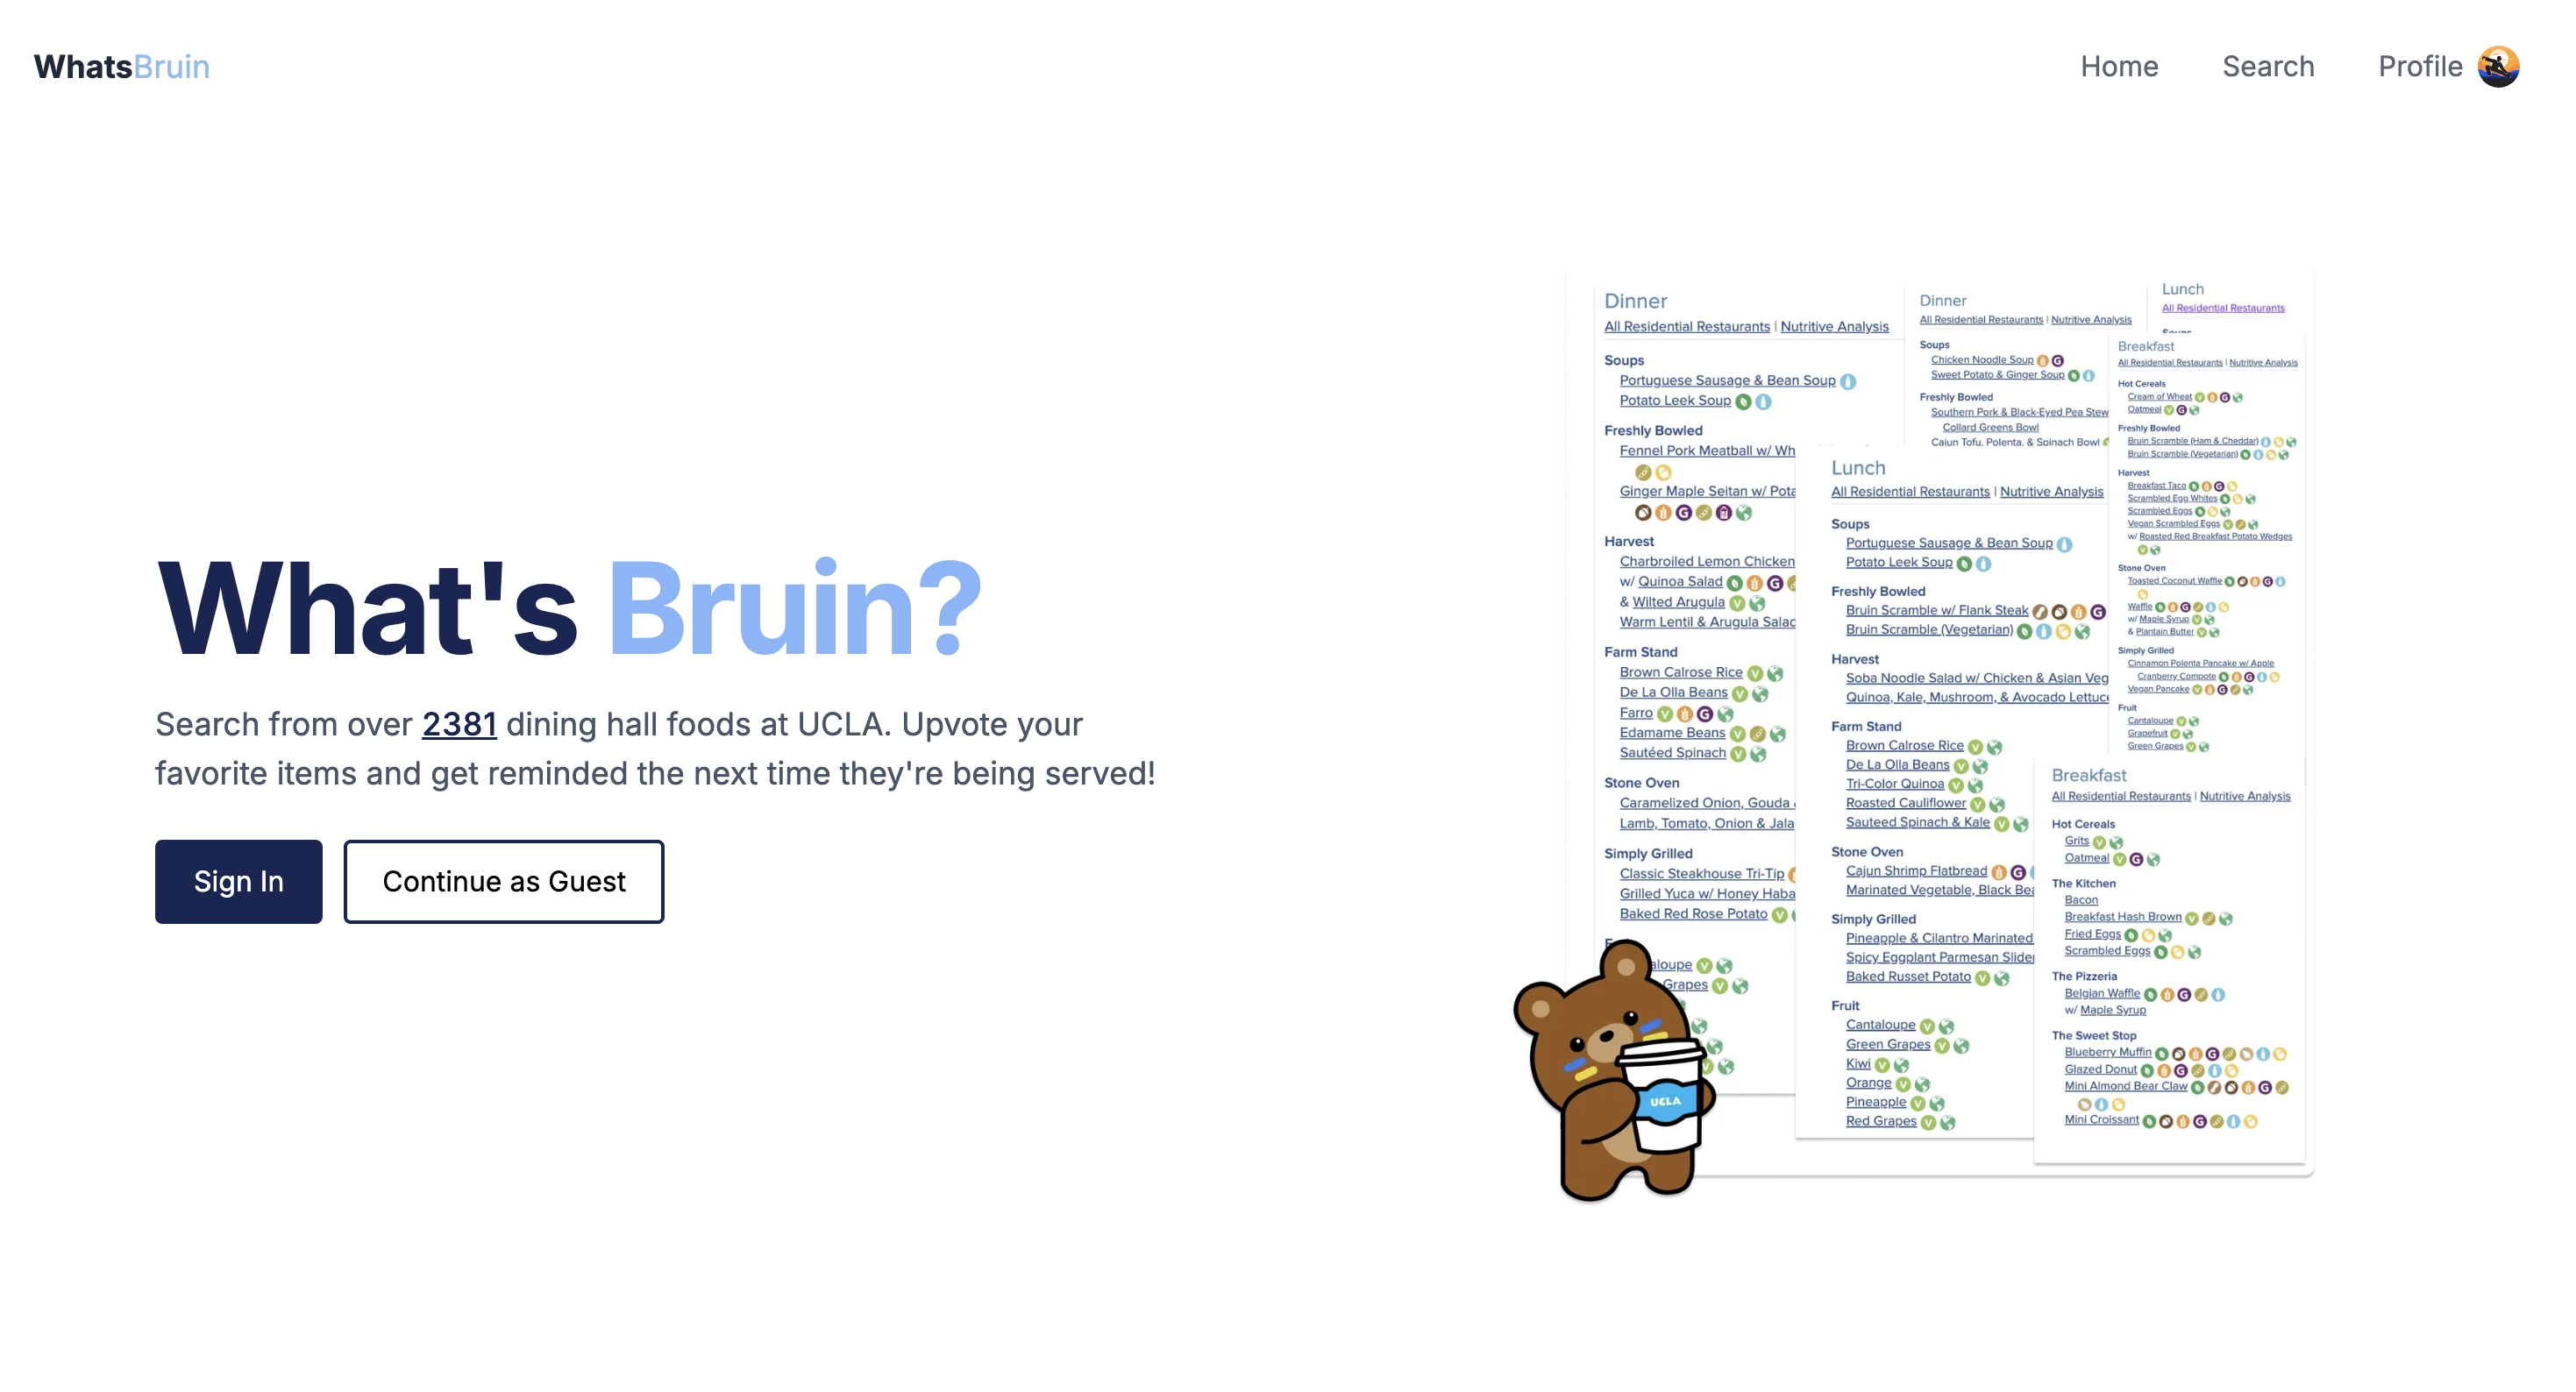 WhatsBruin
Home
Search
Profile
What's Bruin?
Search from over 2381 dining hall foods at UCLA. Upvote your
favorite items and get reminded the next time they're being served!
Sign In
Continue as Guest
Dinner
All Residential Restaurants | Nutritive Analysis
Soups
Portuguese Sausage & Bean Soup
Potato Leek Soup
Freshly Bowled
Fennel Pork Meatball w/ Wh
Ginger Maple Seitan w/ Pota
Harvest
Charbroiled Lemon Chicken
w/ Quinoa Salad
& Wilted Arugula
Warm Lentil & Arugula Salad
Farm Stand
Brown Calrose Rice
De La Olla Beans
Farro
Edamame Beans
Sautéed Spinach
Stone Oven
Caramelized Onion, Gouda
Lamb, Tomato, Onion & Jala
Simply Grilled
Classic Steakhouse Tri-Tip
Grilled Yuca w/ Honey Haba
Baked Red Rose Potato
aloupe
Grapes
UCLA
Dinner
All Residential Restaurants | Nutritive Analysis
Soups
Chicken Noodle Soup
Sweet Potato & Ginger Soup
Freshly Bowled
Southern Pork & Black-Eyed Pea Stew
Collard Greens Bowl
Cajun Tofu, Polenta, & Spinach Bowl
Lunch
All Residential Restaurants
Soups
Lunch
All Residential Restaurants | Nutritive Analysis
Soups
Portuguese Sausage & Bean Soup
Potato Leek Soup
Freshly Bowled
Bruin Scramble w/ Flank Steak
Bruin Scramble (Vegetarian)
Harvest
Soba Noodle Salad w/ Chicken & Asian Veg
Quinoa, Kale, Mushroom, & Avocado Lettuc
Farm Stand
Brown Calrose Rice
De La Olla Beans
Tri-Color Quinoa
Roasted Cauliflower
Sauteed Spinach & Kale
Stone Oven
Cajun Shrimp Flatbread
Marinated Vegetable, Black Bea
Simply Grilled
Pineapple & Cilantro Marinated
Spicy Eggplant Parmesan Slider
Baked Russet Potato
Fruit
Cantaloupe
Green Grapes
Kiwi
Orange
Pineapple
Red Grapes
Breakfast
All Residential Restaurants | Nutritive Analysis
Hot Cereals
Cream of Wheat
Oatmeal
Freshly Bowled
Bruin Scramble (Ham & Cheddar)
Bruin Scramble (Vegetarian)
Harvest
Breakfast Taco
Scrambled Egg Whites
Scrambled Eggs
Vegan Scrambled Eggs
w/ Roasted Red Breakfast Potato Wedges
Stone Oven
Toasted Coconut Waffle
Waffle
w/ Maple Syrup
& Plantain Butter
Simply Grilled
Cinnamon Polenta Pancake w/ Apple
Cranberry Compote
Vegan Pancake
Fruit
Cantaloupe
Grapefruit
Green Grapes
Breakfast
All Residential Restaurants | Nutritive Analysis
Hot Cereals
Grits
Oatmeal
The Kitchen
Bacon
Breakfast Hash Brown
Fried Eggs
Scrambled Eggs
The Pizzeria
Belgian Waffle
w/ Maple Syrup
The Sweet Stop
Blueberry Muffin
Glazed Donut
Mini Almond Bear Claw
Mini Croissant